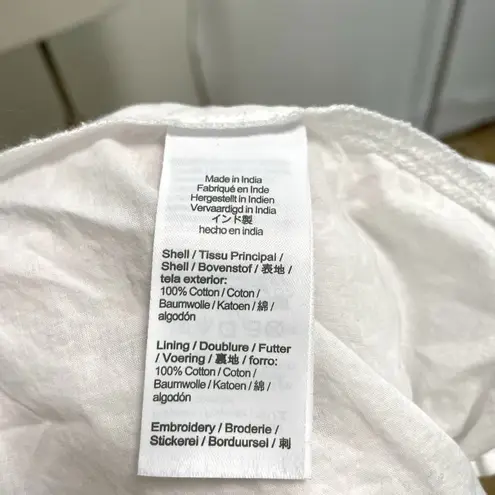 Made in India
Fabriqué en Inde
Hergestellt in Indien
Vervaardigd in India
インド製
hecho en india
Shell / Tissu Principal /
Shell / Bovenstof / 表地 /
tela exterior:
100% Cotton / Coton /
Baumwolle / Katoen / 綿 /
algodón
Lining / Doublure / Futter
/ Voering / 裏地 / forro:
100% Cotton / Coton /
Baumwolle / Katoen / 綿 /
algodón
Embroidery / Broderie /
Stickerei / Borduursel / 刺